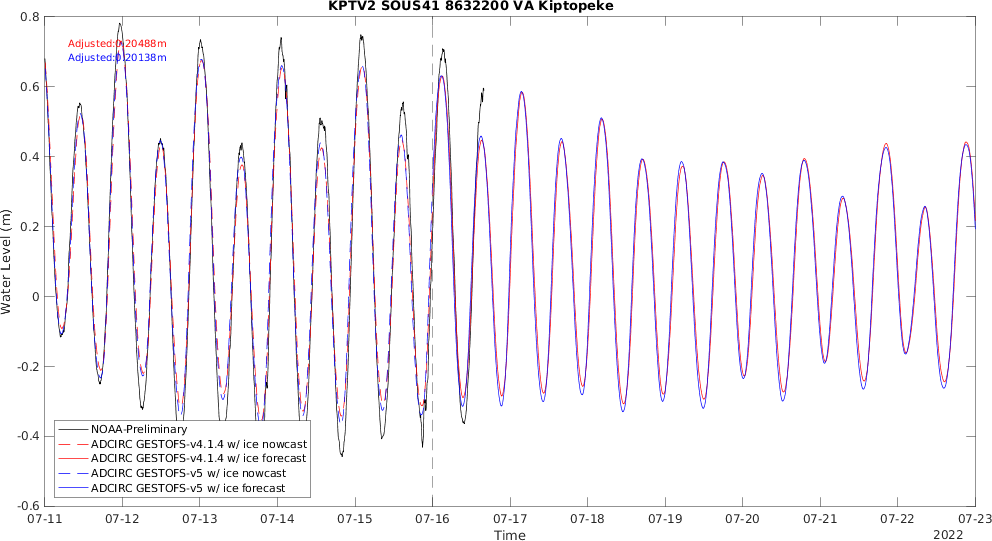 KPTV2 SOUS41 8632200 VA Kiptopeke
0.8
0.6
0.4
0.2
0
-0.2
-0.4
-0.6
Water Level (m)
Adjusted:0.20488m
Adjusted:0.20138m
NOAA-Preliminary
ADCIRC GESTOFS-v4.1.4 w/ ice nowcast
ADCIRC GESTOFS-v4.1.4 w/ ice forecast
ADCIRC GESTOFS-v5 w/ ice nowcast
ADCIRC GESTOFS-v5 w/ ice forecast
07-11 07-12 07-13 07-14 07-15 07-16 07-17 07-18 07-19 07-20 07-21 07-22 07-23
Time
2022